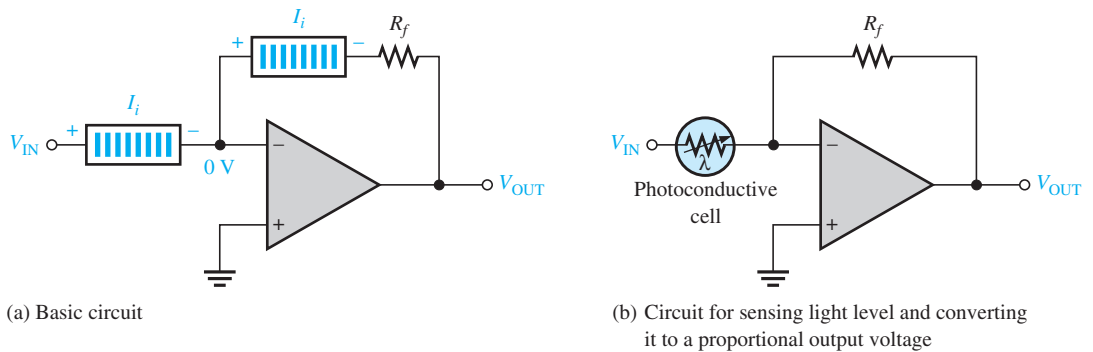 I_i
+ − R_f
I_i
V_IN + − − V_OUT
0 V
+
(a) Basic circuit
R_f
V_IN λ − V_OUT
Photoconductive
cell
+
(b) Circuit for sensing light level and converting
it to a proportional output voltage